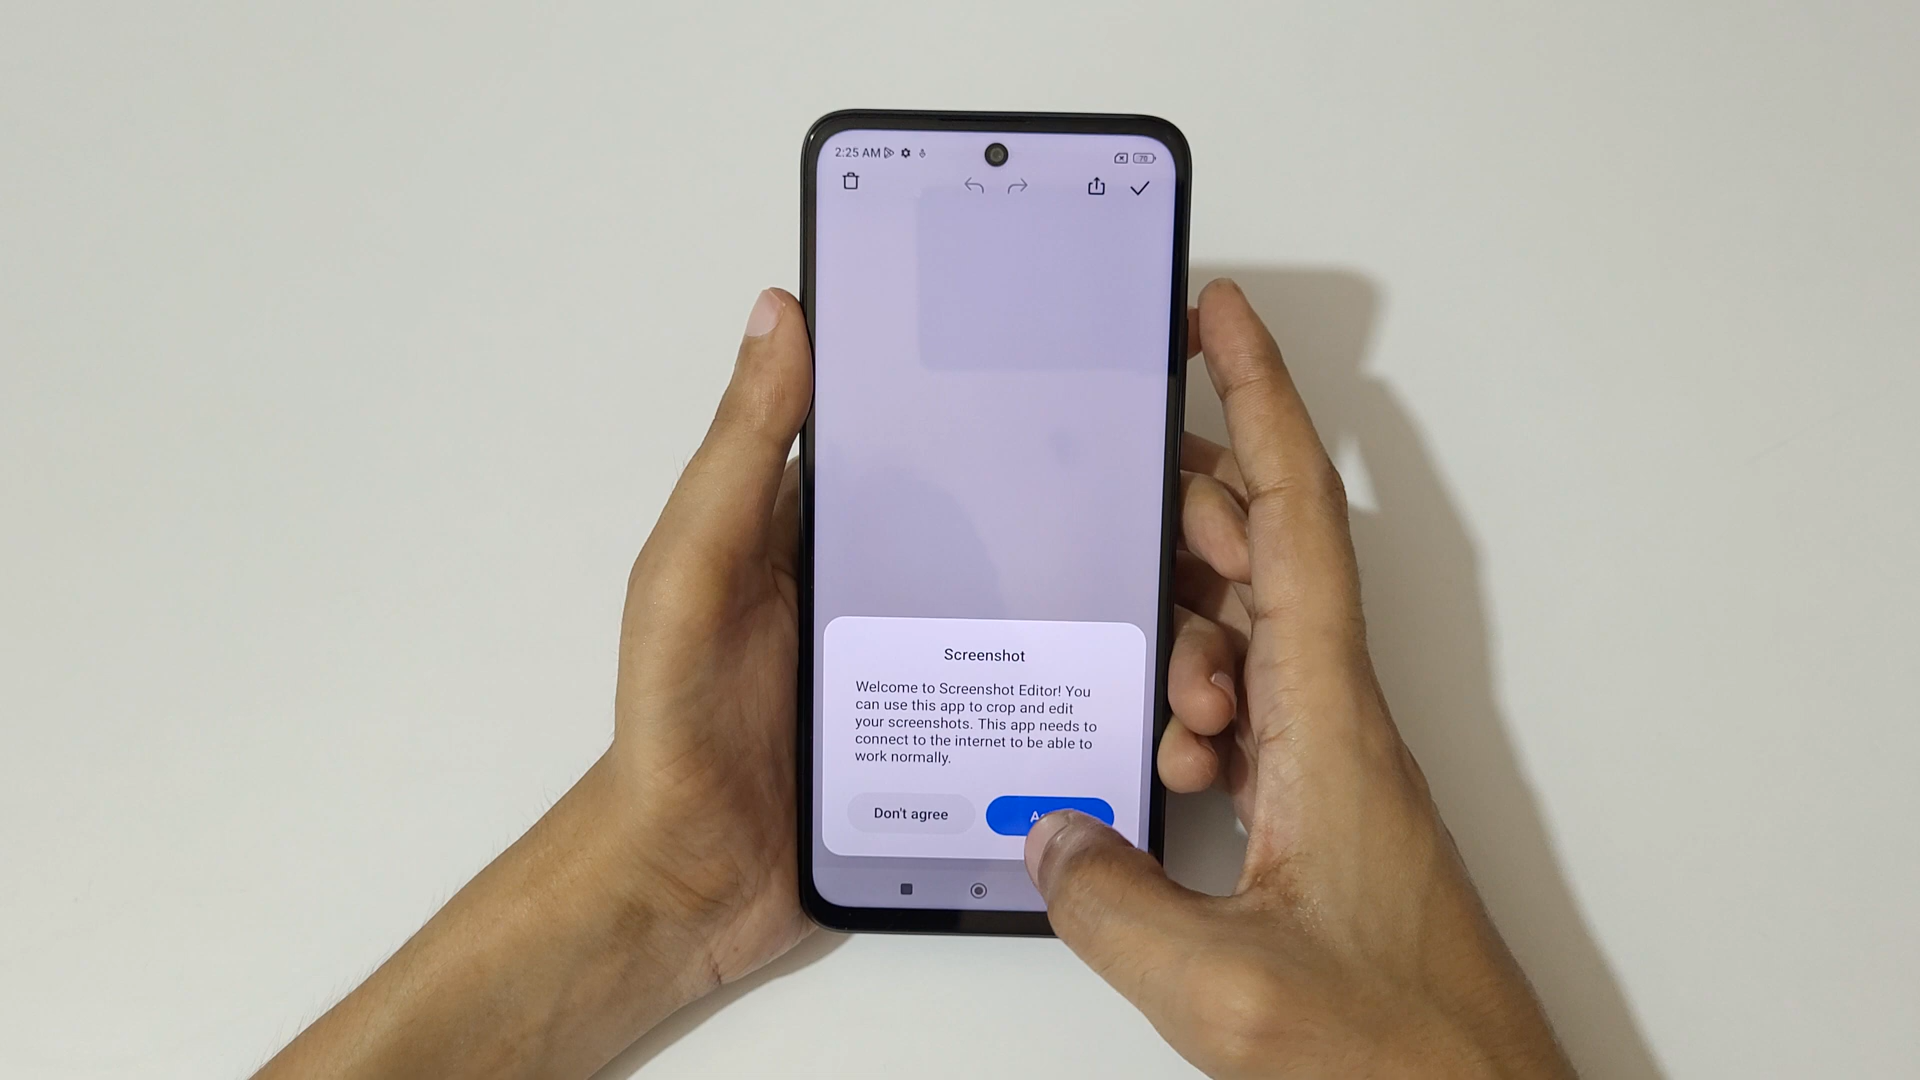 2:25 AM
70
Screenshot
Welcome to Screenshot Editor! You
can use this app to crop and edit
your screenshots. This app needs to
connect to the internet to be able to
work normally.
Don't agree